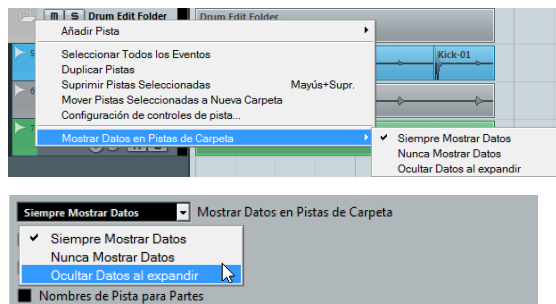 m S Drum Edit Folder Drum Edit Folder
Añadir Pista
5 Seleccionar Todos los Eventos Kick-01
Duplicar Pistas
6 Suprimir Pistas Seleccionadas Mayús+Supr.
Mover Pistas Seleccionadas a Nueva Carpeta
Configuración de controles de pista...
7 Mostrar Datos en Pistas de Carpeta Siempre Mostrar Datos
Nunca Mostrar Datos
Ocultar Datos al expandir
Siempre Mostrar Datos Mostrar Datos en Pistas de Carpeta
Siempre Mostrar Datos
Nunca Mostrar Datos
Ocultar Datos al expandir
Nombres de Pista para Partes